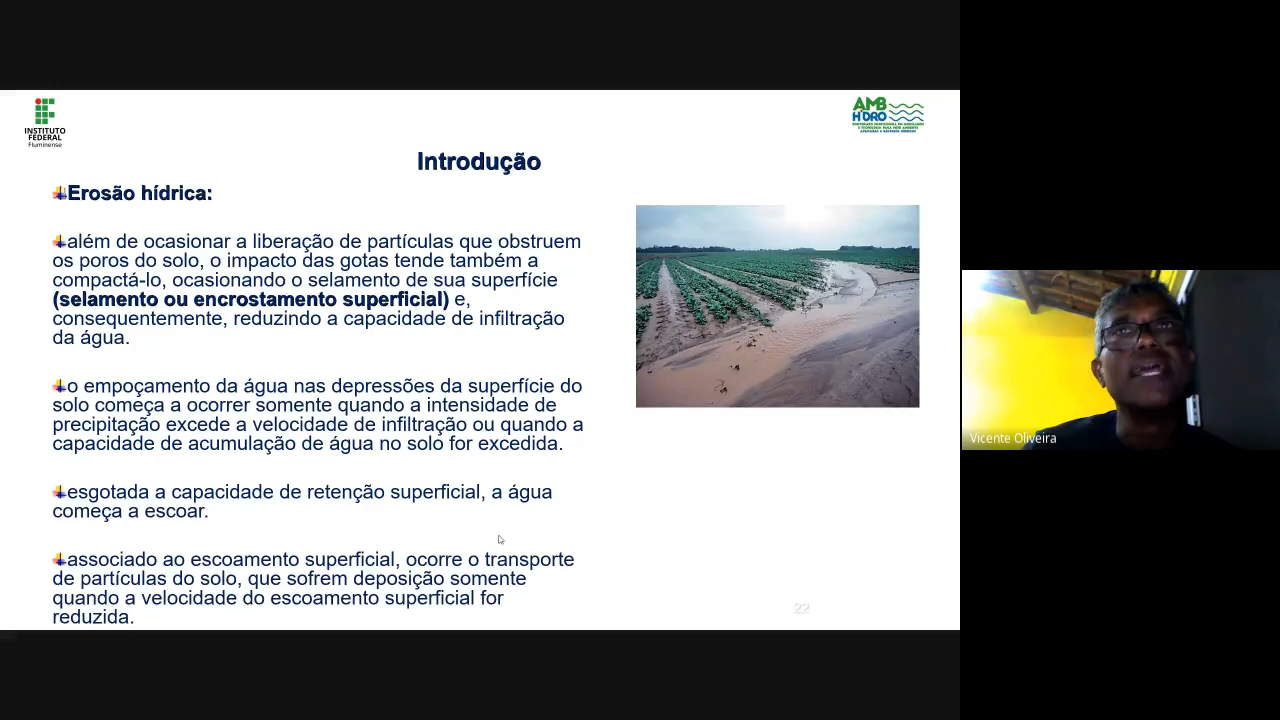 INSTITUTO
FEDERAL
Fluminense
AMB
HIDRO
Introdução
Erosão hídrica:
além de ocasionar a liberação de partículas que obstruem
os poros do solo, o impacto das gotas tende também a
compactá-lo, ocasionando o selamento de sua superfície
(selamento ou encrostamento superficial) e,
consequentemente, reduzindo a capacidade de infiltração
da água.
o empoçamento da água nas depressões da superfície do
solo começa a ocorrer somente quando a intensidade de
precipitação excede a velocidade de infiltração ou quando a
capacidade de acumulação de água no solo for excedida.
esgotada a capacidade de retenção superficial, a água
começa a escoar.
associado ao escoamento superficial, ocorre o transporte
de partículas do solo, que sofrem deposição somente
quando a velocidade do escoamento superficial for
reduzida.
22
Vicente Oliveira